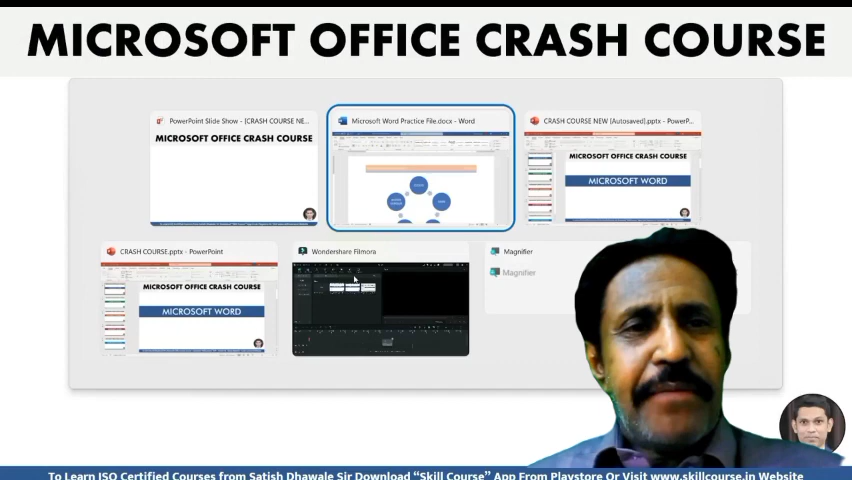 MICROSOFT OFFICE CRASH COURSE
PowerPoint Slide Show - [CRASH COURSE NE...
Microsoft Word Practice File.docx - Word
CRASH COURSE NEW [Autosaved].pptx - PowerP...
MICROSOFT OFFICE CRASH COURSE
MICROSOFT OFFICE CRASH COURSE
MICROSOFT WORD
CRASH COURSE.pptx - PowerPoint
Wondershare Filmora
Magnifier
Magnifier
MICROSOFT OFFICE CRASH COURSE
MICROSOFT WORD
To Learn ISO Certified Courses from Satish Dhawale Sir Download “Skill Course” App From Playstore Or Visit www.skillcourse.in Website